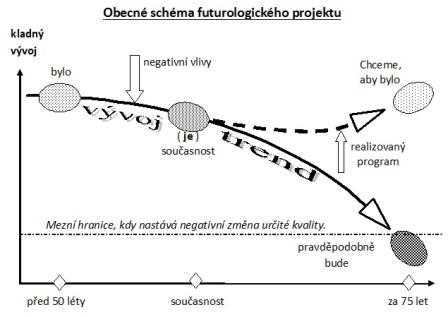 Obecné schéma futurologického projektu
kladný
vývoj
negativní vlivy
Chceme,
aby bylo
bylo
vývoj
(je)
současnost
trend
realizovaný
program
Mezní hranice, kdy nastává negativní změna určité kvality.
pravděpodobně
bude
před 50 léty
současnost
za 75 let